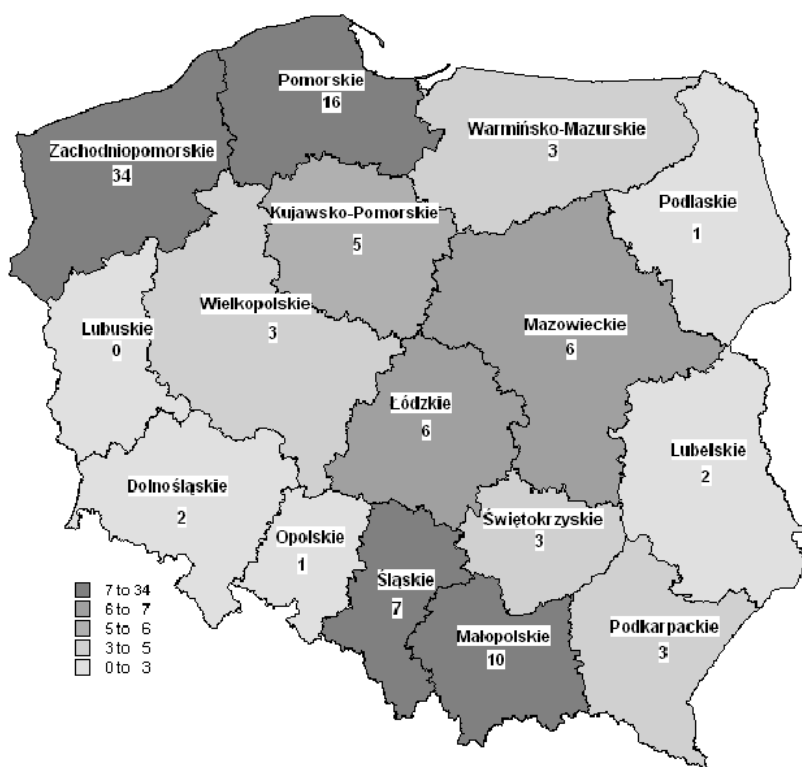 Pomorskie
16
Warmińsko-Mazurskie
3
Zachodniopomorskie
34
Podlaskie
1
Kujawsko-Pomorskie
5
Wielkopolskie
3
Lubuskie
0
Mazowieckie
6
Łódzkie
6
Lubelskie
2
Dolnośląskie
2
Świętokrzyskie
3
Opolskie
1
Śląskie
7
Małopolskie
10
Podkarpackie
3
7 to 34
6 to 7
5 to 6
3 to 5
0 to 3